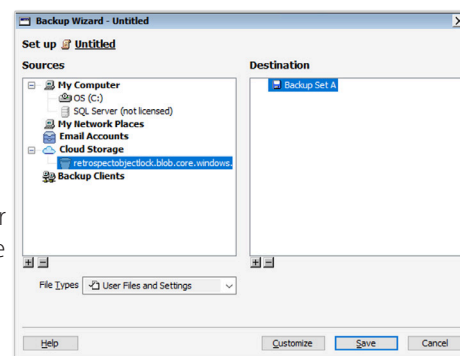 Backup Wizard - Untitled
Set up Untitled
Sources
Destination
My Computer
OS (C:)
SQL Server (not licensed)
My Network Places
Email Accounts
Cloud Storage
retrospectobjectlock.blob.core.windows.
Backup Clients
Backup Set A
r
e
File Types
User Files and Settings
Help
Customize
Save
Cancel